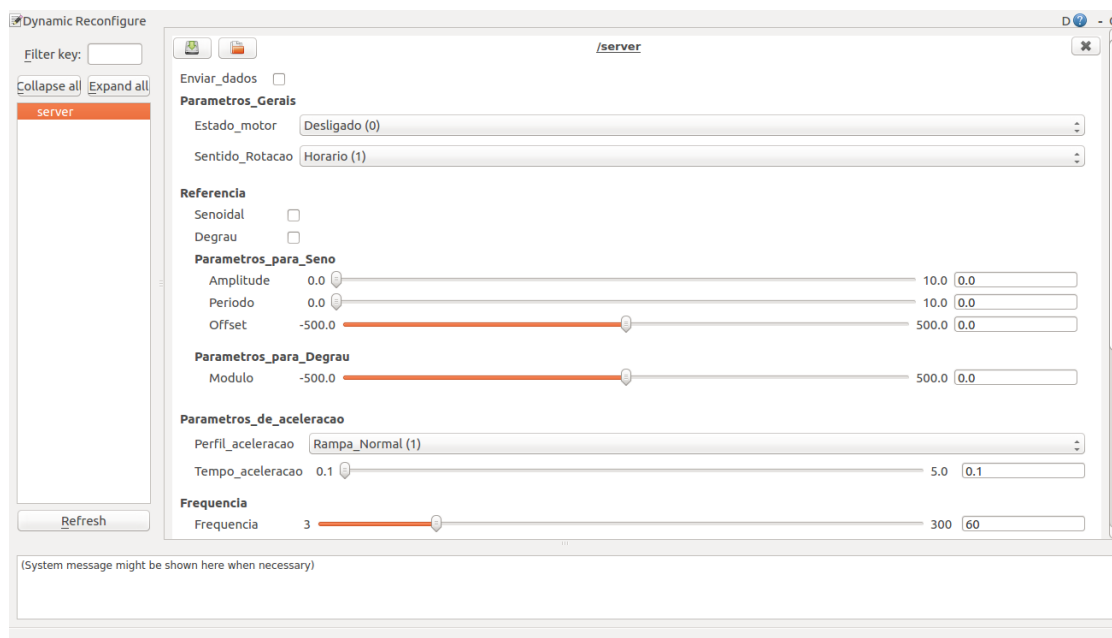 Dynamic Reconfigure D ? -
Filter key:
Collapse all Expand all
server
Refresh
/server
Enviar_dados
Parametros_Gerais
Estado_motor Desligado (0)
Sentido_Rotacao Horario (1)
Referencia
Senoidal
Degrau
Parametros_para_Seno
Amplitude 0.0 10.0 0.0
Periodo 0.0 10.0 0.0
Offset -500.0 500.0 0.0
Parametros_para_Degrau
Modulo -500.0 500.0 0.0
Parametros_de_aceleracao
Perfil_aceleracao Rampa_Normal (1)
Tempo_aceleracao 0.1 5.0 0.1
Frequencia
Frequencia 3 300 60
(System message might be shown here when necessary)